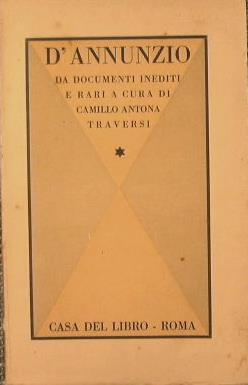 D'ANNUNZIO
DA DOCUMENTI INEDITI
E RARI A CURA DI
CAMILLO ANTONA
TRAVERSI
CASA DEL LIBRO - ROMA